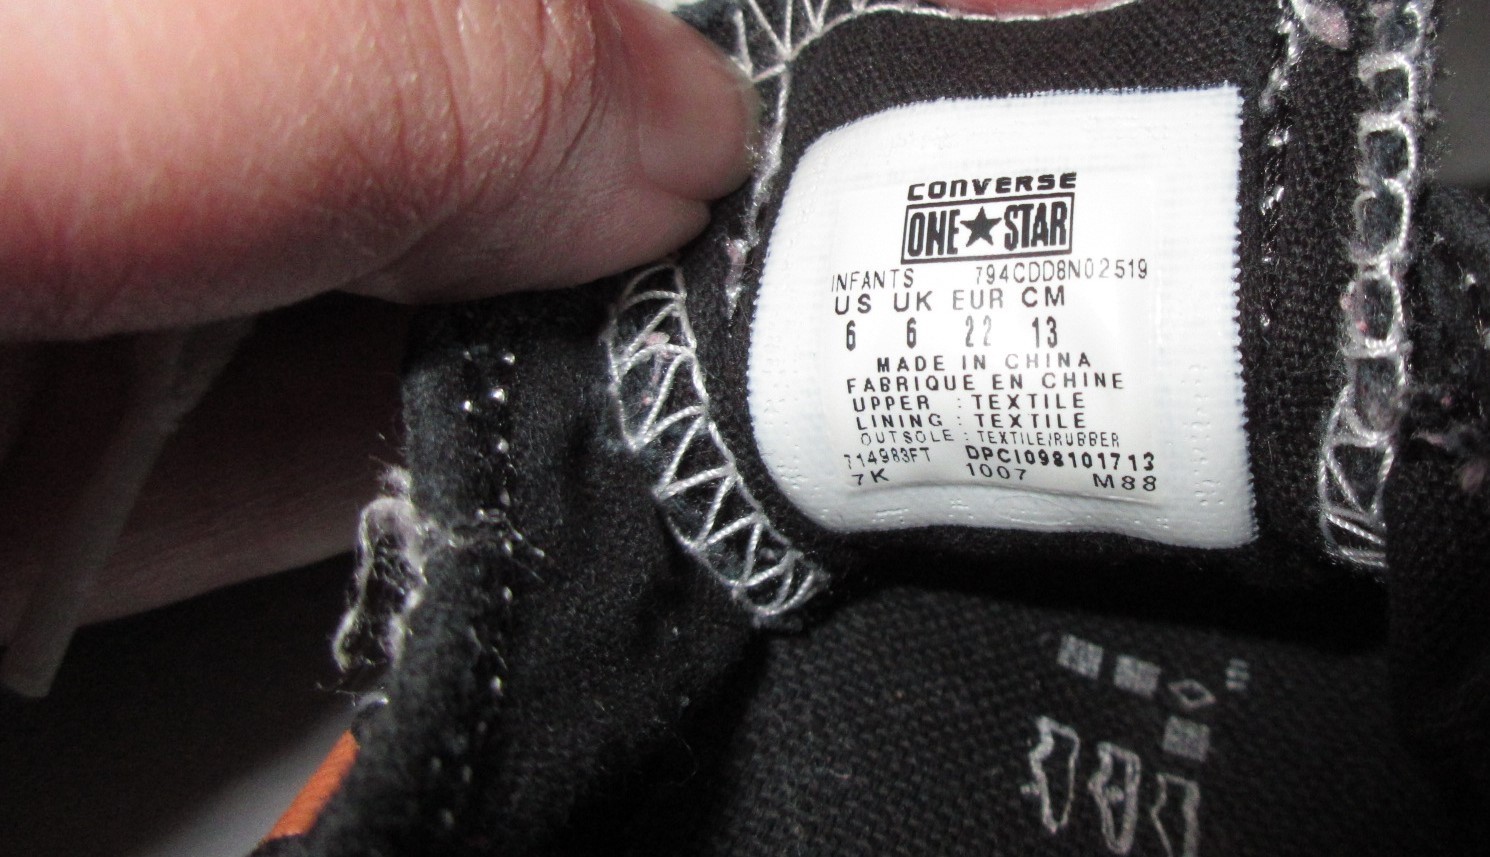 CONVERSE
ONE★STAR
INFANTS 794CDD8N02519
US UK EUR CM
6 6 22 13
MADE IN CHINA
FABRIQUE EN CHINE
UPPER : TEXTILE
LINING : TEXTILE
OUTSOLE : TEXTILE/RUBBER
714983FT DPCI098101713
7K 1007 M88